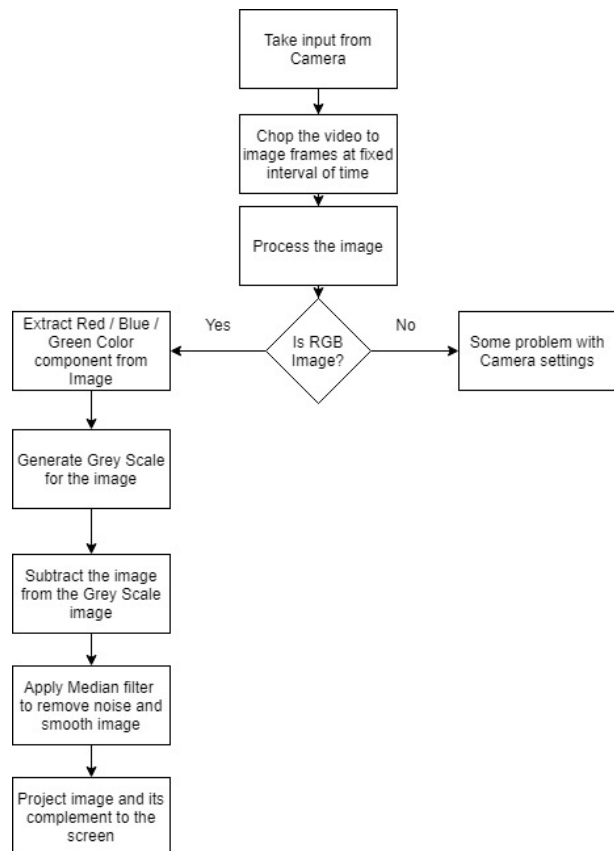 Take input from
Camera
Chop the video to
image frames at fixed
interval of time
Process the image
Is RGB
Image?
Yes
No
Extract Red / Blue /
Green Color
component from
Image
Some problem with
Camera settings
Generate Grey Scale
for the image
Subtract the image
from the Grey Scale
image
Apply Median filter
to remove noise and
smooth image
Project image and its
complement to the
screen